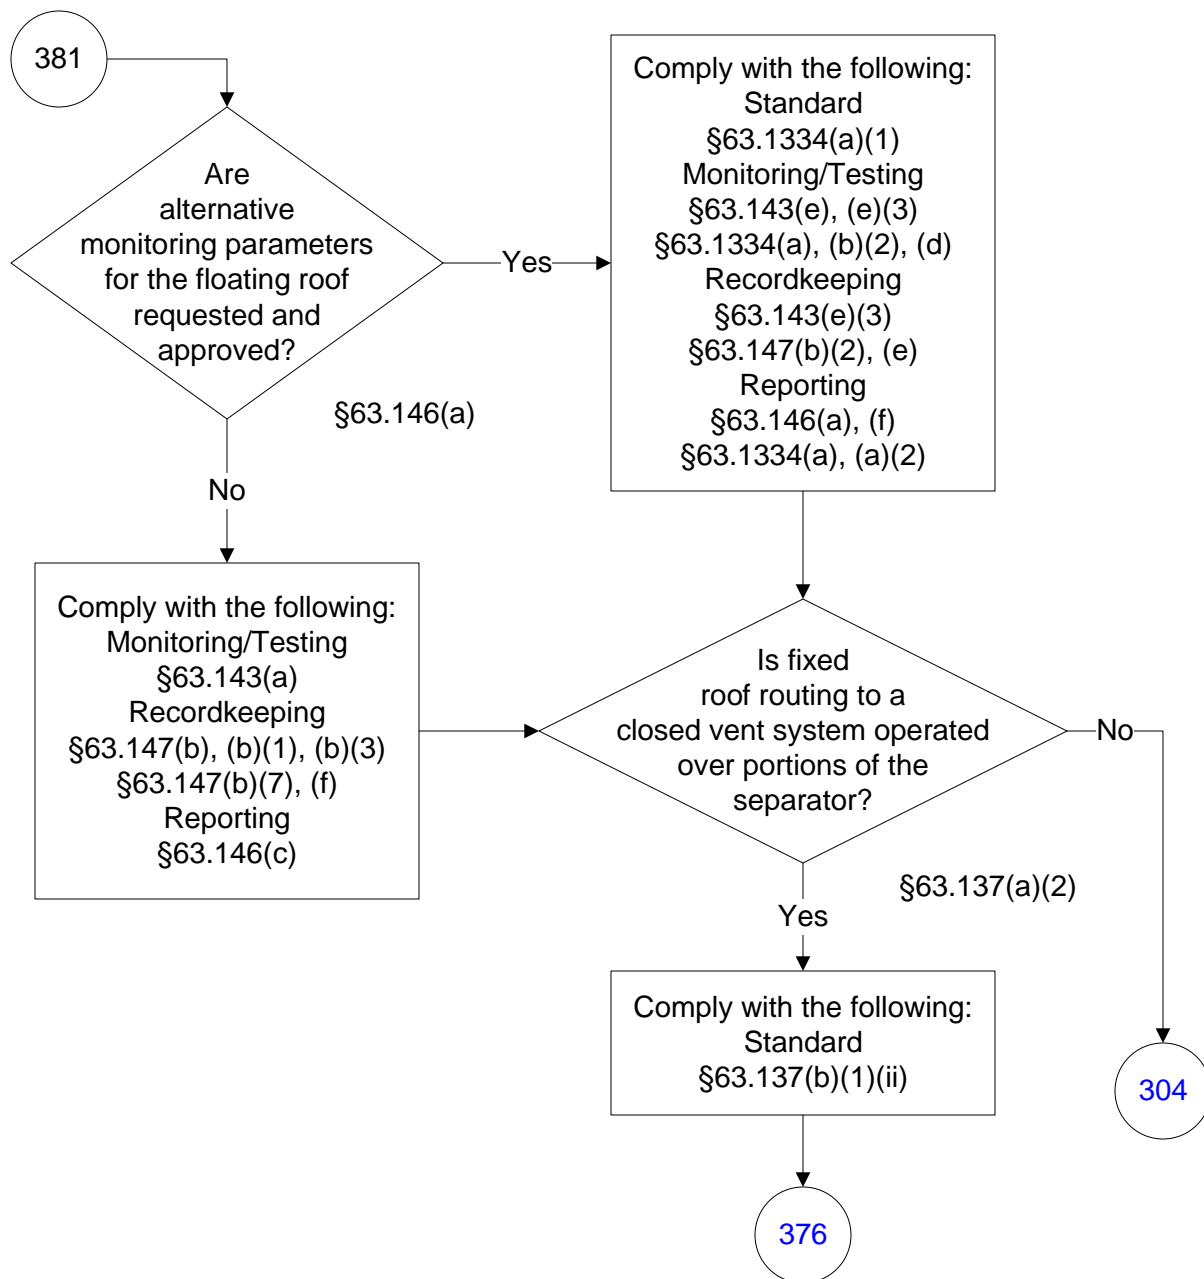 381
Are
alternative
monitoring parameters
for the floating roof
requested and
approved?
§63.146(a)
Yes
Comply with the following:
Standard
§63.1334(a)(1)
Monitoring/Testing
§63.143(e), (e)(3)
§63.1334(a), (b)(2), (d)
Recordkeeping
§63.143(e)(3)
§63.147(b)(2), (e)
Reporting
§63.146(a), (f)
§63.1334(a), (a)(2)
No
Comply with the following:
Monitoring/Testing
§63.143(a)
Recordkeeping
§63.147(b), (b)(1), (b)(3)
§63.147(b)(7), (f)
Reporting
§63.146(c)
Is fixed
roof routing to a
closed vent system operated
over portions of the
separator?
§63.137(a)(2)
No
304
Yes
Comply with the following:
Standard
§63.137(b)(1)(ii)
376